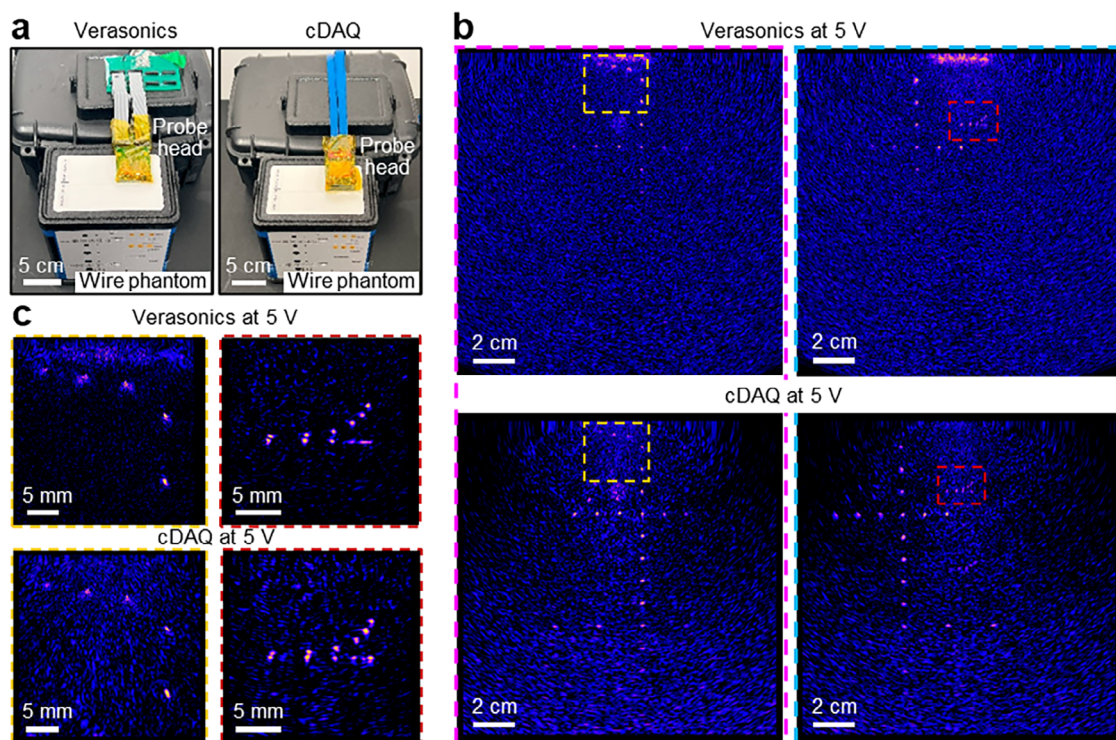 a
Verasonics
cDAQ
Probe
head
5 cm
Wire phantom
Probe
head
5 cm
Wire phantom
b
Verasonics at 5 V
2 cm
2 cm
cDAQ at 5 V
2 cm
2 cm
c
Verasonics at 5 V
5 mm
5 mm
cDAQ at 5 V
5 mm
5 mm